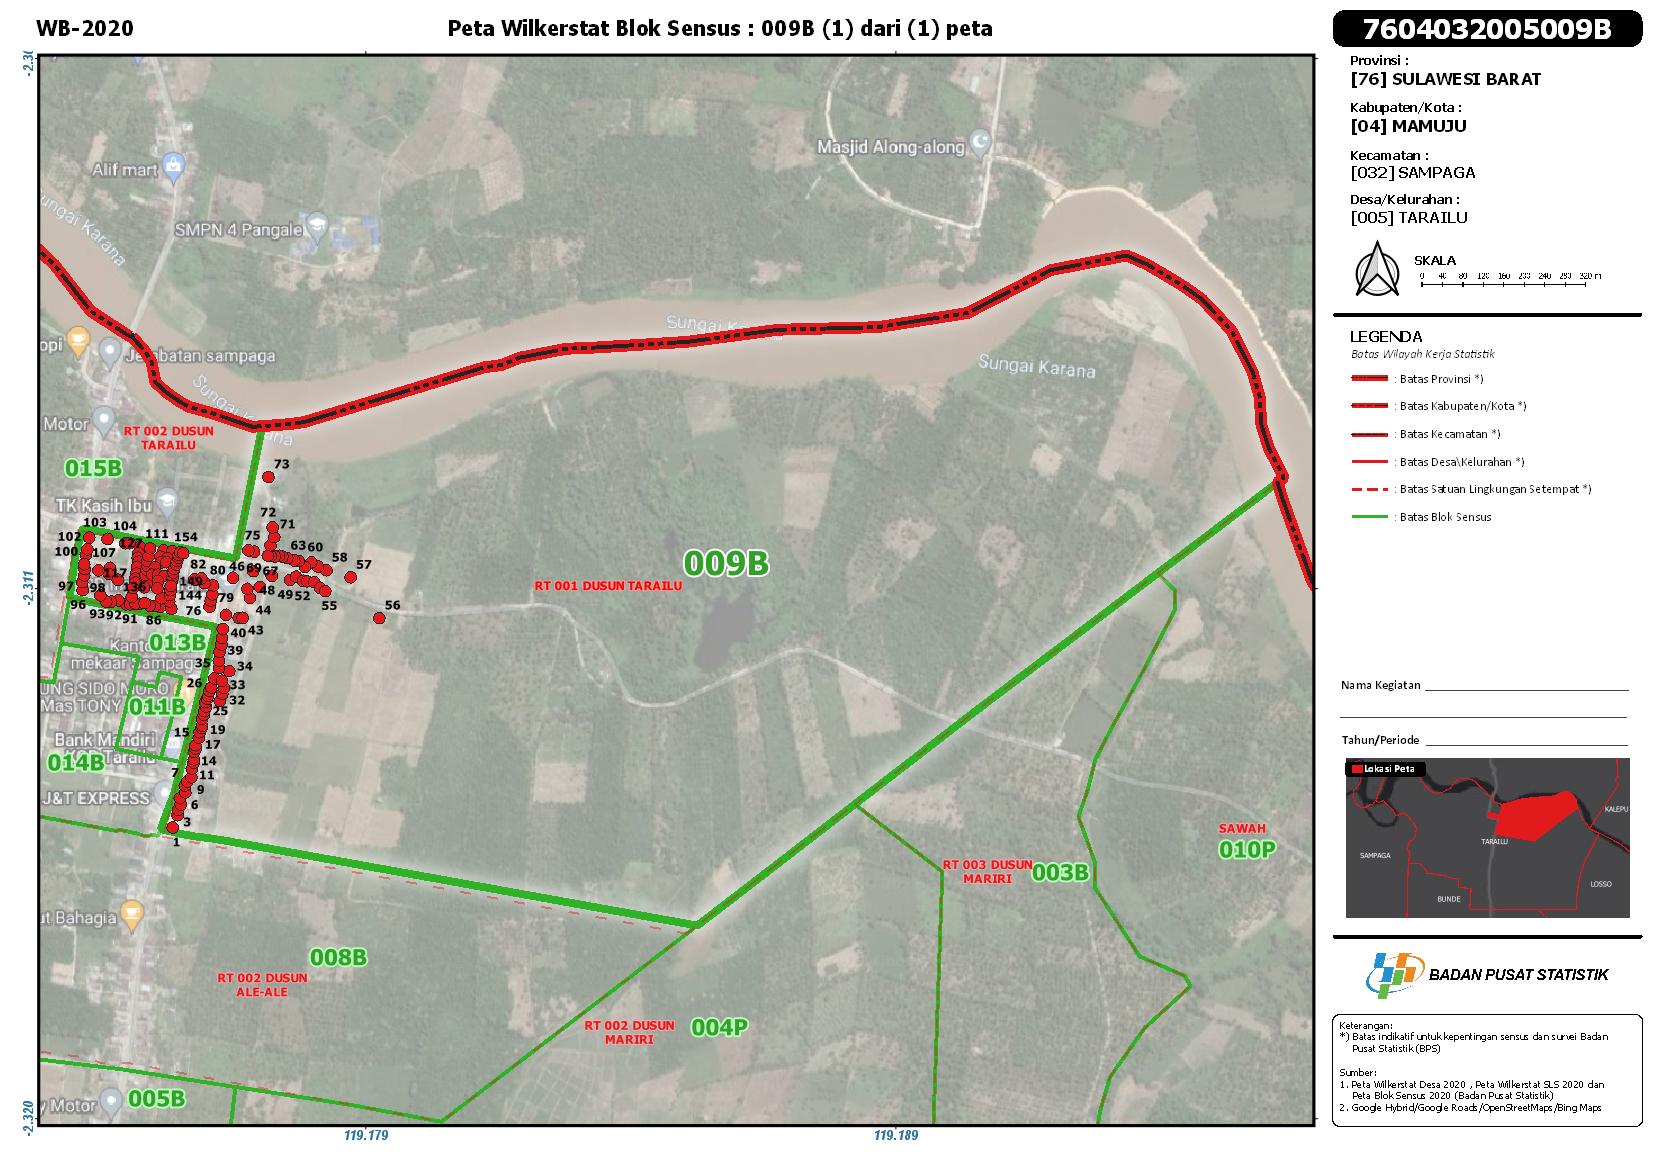 WB-2020
Peta Wilkerstat Blok Sensus : 009B (1) dari (1) peta
7604032005009B
Provinsi :
[76] SULAWESI BARAT
Kabupaten/Kota :
[04] MAMUJU
Kecamatan :
[032] SAMPAGA
Desa/Kelurahan :
[005] TARAILU
SKALA
0 40 80 120 160 200 240 280 320 m
LEGENDA
Batas Wilayah Kerja Statistik
: Batas Provinsi *)
: Batas Kabupaten/Kota *)
: Batas Kecamatan *)
: Batas Desa\Kelurahan *)
: Batas Satuan Lingkungan Setempat *)
: Batas Blok Sensus
Nama Kegiatan
Tahun/Periode
Lokasi Peta
KALEPU
TARAILU
SAMPAGA
LOSSO
BUNDE
BADAN PUSAT STATISTIK
Keterangan:
*) Batas indikatif untuk kepentingan sensus dan survei Badan
Pusat Statistik (BPS)
Sumber:
1. Peta Wilkerstat Desa 2020 , Peta Wilkerstat SLS 2020 dan
Peta Blok Sensus 2020 (Badan Pusat Statistik)
2. Google Hybrid/Google Roads/OpenStreetMaps/Bing Maps
Alif mart
Masjid Along-along
SMPN 4 Pangale
Sungai Karana
opi
Jembatan sampaga
Sungai Karana
Sungai Karana
Sungai Karana
Motor
RT 002 DUSUN
TARAILU
015B
TK Kasih Ibu
73
72
71
103
104
102
127
111
154
75
63
60
58
57
100
107
82
80
46
69
67
117
97
98
136
149
144
79
48
49
52
55
56
96
93
92
91
86
76
44
40
43
009B
RT 001 DUSUN TARAILU
013B
mekaar Sampaga
39
35
34
UNG SIDO MURO
26
33
Mas TONY
011B
32
25
15
19
Bank Mandiri
17
014B
14
7
11
J&T EXPRESS
9
6
3
1
SAWAH
010P
RT 003 DUSUN
MARIRI
003B
ut Bahagia
008B
RT 002 DUSUN
ALE-ALE
RT 002 DUSUN
MARIRI
004P
005B
Motor
-2.311
-2.320
119.179
119.189